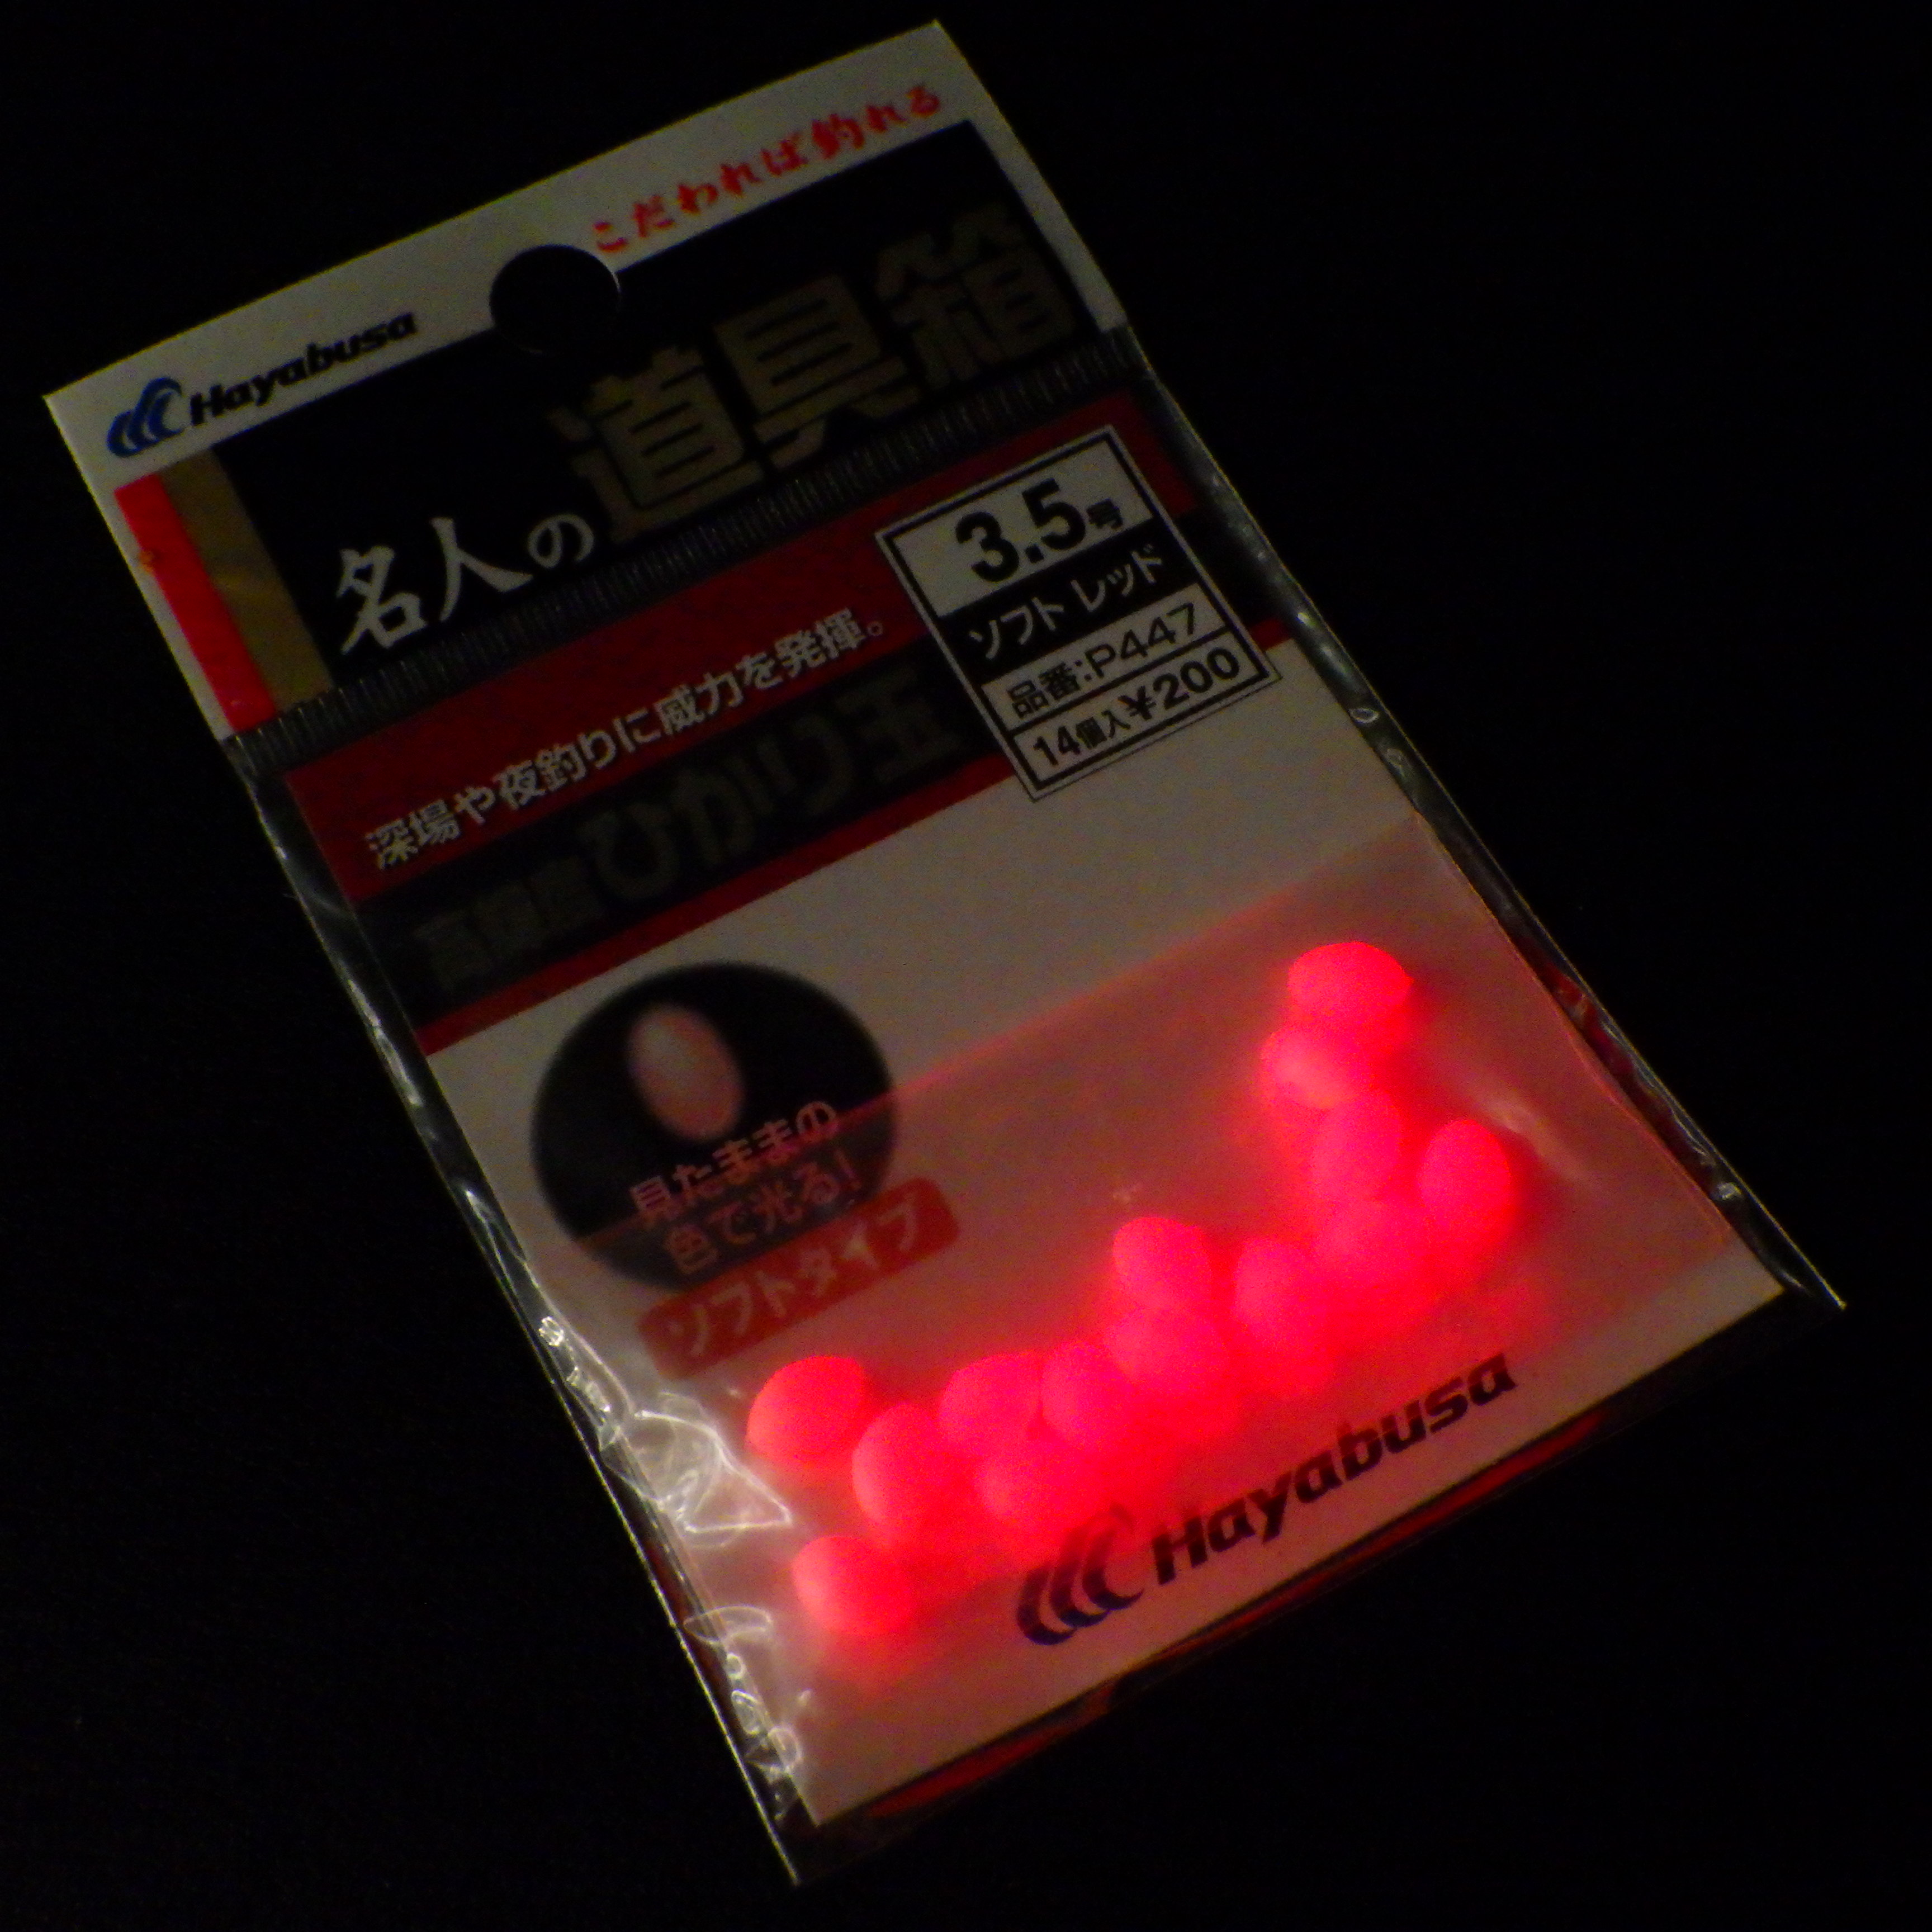 こだわれば釣れる
Hayabusa
名人の道具箱
3.5号
ソフト レッド
品番:P447
14個入¥200
深場や夜釣りに威力を発揮。
高輝度ひかり玉
見たままの
色で光る!
ソフトタイプ
Hayabusa